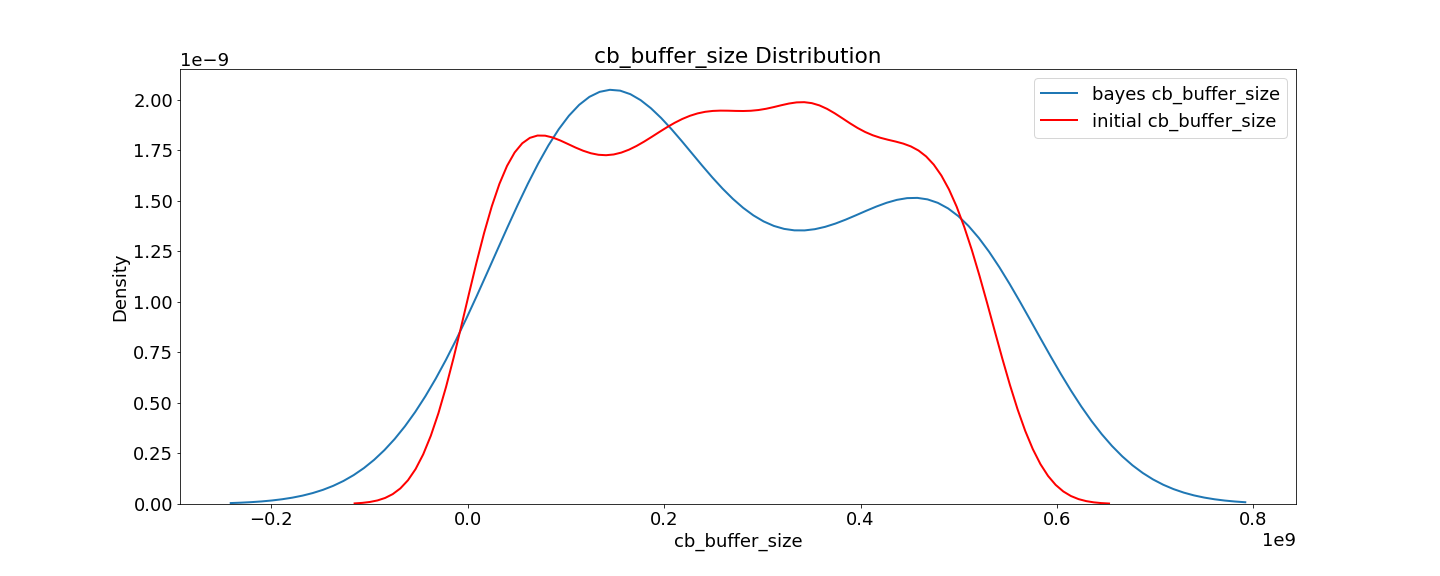 cb_buffer_size Distribution
1e−9
bayes cb_buffer_size
initial cb_buffer_size
2.00
1.75
1.50
1.25
1.00
0.75
0.50
0.25
0.00
Density
−0.2
0.0
0.2
0.4
0.6
0.8
1e9
cb_buffer_size